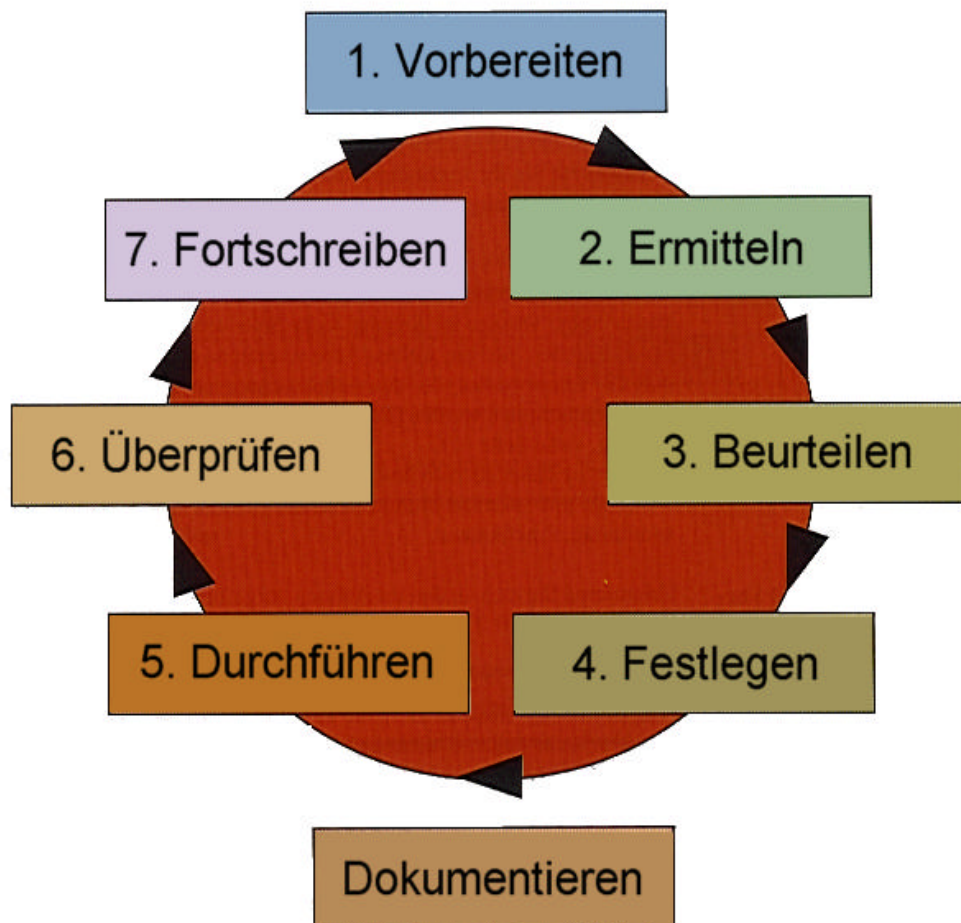 1. Vorbereiten
2. Ermitteln
3. Beurteilen
4. Festlegen
5. Durchführen
6. Überprüfen
7. Fortschreiben
Dokumentieren